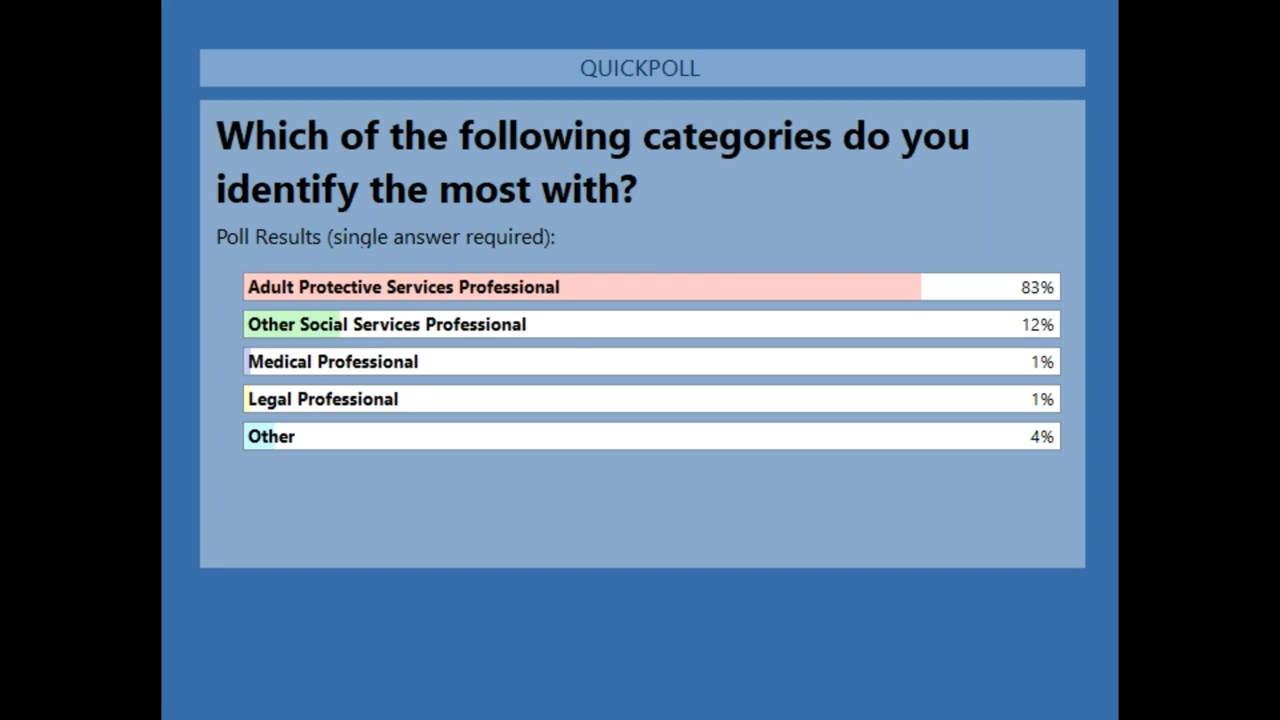 QUICKPOLL
Which of the following categories do you
identify the most with?
Poll Results (single answer required):
Adult Protective Services Professional 83%
Other Social Services Professional 12%
Medical Professional 1%
Legal Professional 1%
Other 4%